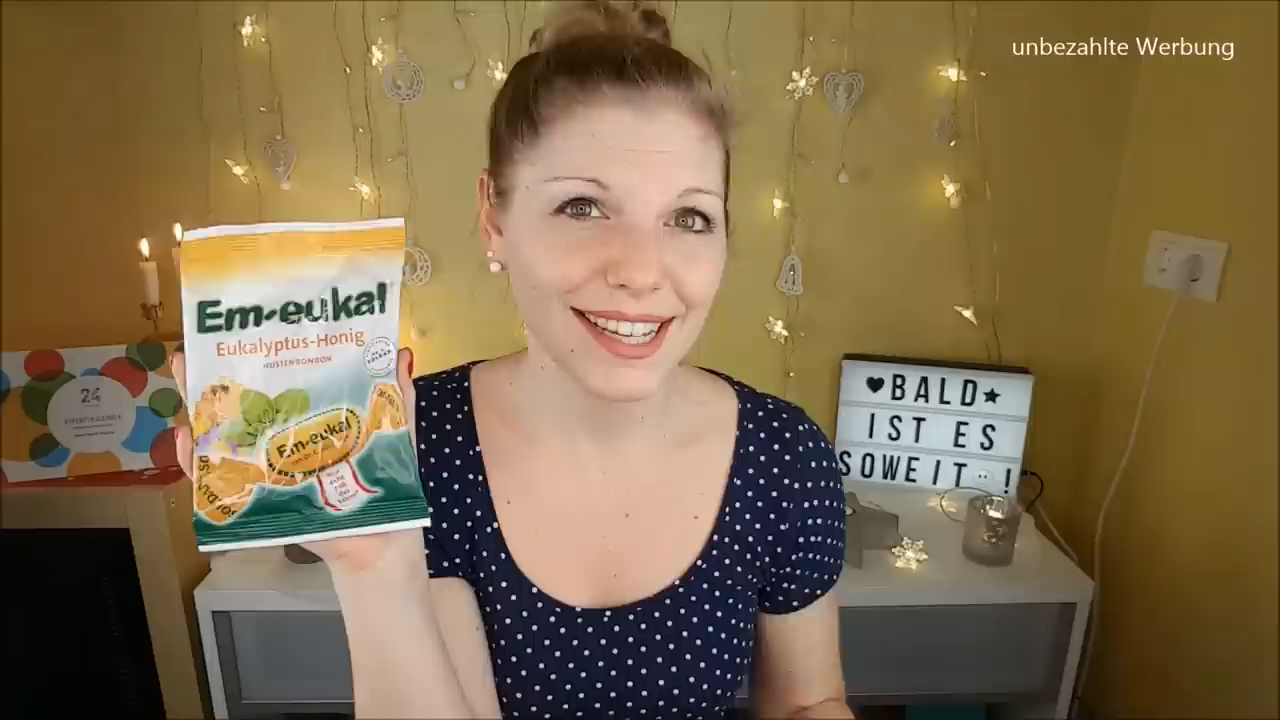 unbezahlte Werbung
Em-eukal
Eukalyptus-Honig
HUSTENBONBON
Em-eukal
24
♥BALD★
IST ES
SOWEIT !